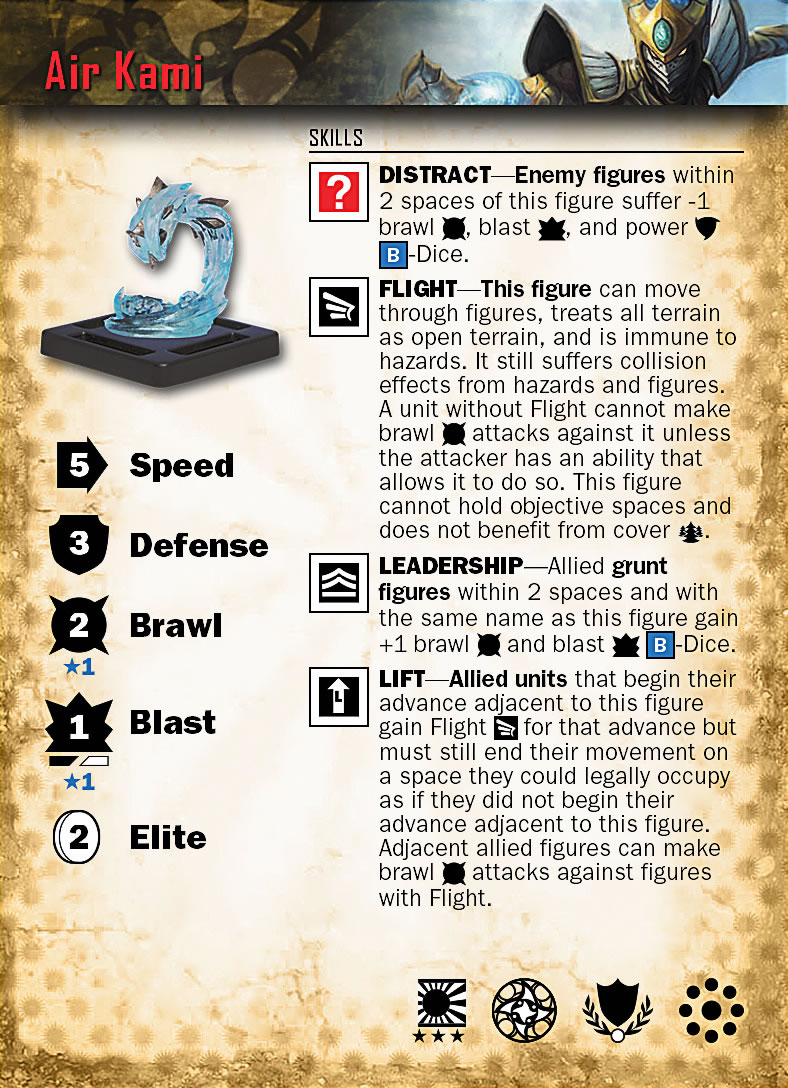 Air Kami
SKILLS
DISTRACT—Enemy figures within
2 spaces of this figure suffer -1
brawl, blast, and power
B-Dice.
FLIGHT—This figure can move
through figures, treats all terrain
as open terrain, and is immune to
hazards. It still suffers collision
effects from hazards and figures.
A unit without Flight cannot make
brawl attacks against it unless
the attacker has an ability that
allows it to do so. This figure
cannot hold objective spaces and
does not benefit from cover.
LEADERSHIP—Allied grunt
figures within 2 spaces and with
the same name as this figure gain
+1 brawl and blast B-Dice.
LIFT—Allied units that begin their
advance adjacent to this figure
gain Flight for that advance but
must still end their movement on
a space they could legally occupy
as if they did not begin their
advance adjacent to this figure.
Adjacent allied figures can make
brawl attacks against figures
with Flight.
5 Speed
3 Defense
2 Brawl
★1
1 Blast
★1
2 Elite
?
L
★★★